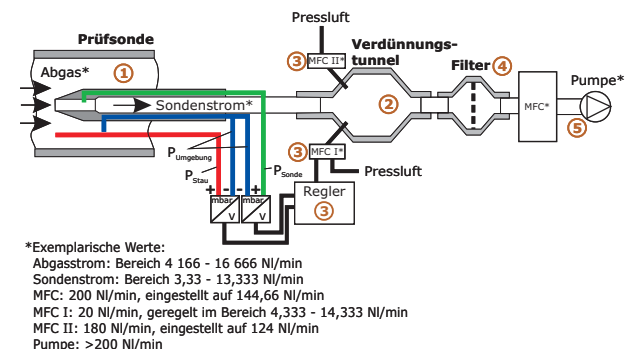 Pressluft
Prüfsonde
Verdünnungs-
tunnel
MFC II*
3
Abgas*
1
Filter
4
Pumpe*
Sondenstrom*
2
MFC*
5
3
MFC I*
P Umgebung
P Stau
P Sonde
Pressluft
+ - - +
mbar
V
mbar
V
Regler
3
*Exemplarische Werte:
Abgasstrom: Bereich 4 166 - 16 666 Nl/min
Sondenstrom: Bereich 3,33 - 13,333 Nl/min
MFC: 200 Nl/min, eingestellt auf 144,66 Nl/min)
MFC I: 20 Nl/min, geregelt im Bereich 4,333 - 14,333 Nl/min)
MFC II: 180 Nl/min, eingestellt auf 124 Nl/min)
Pumpe: >200 Nl/min